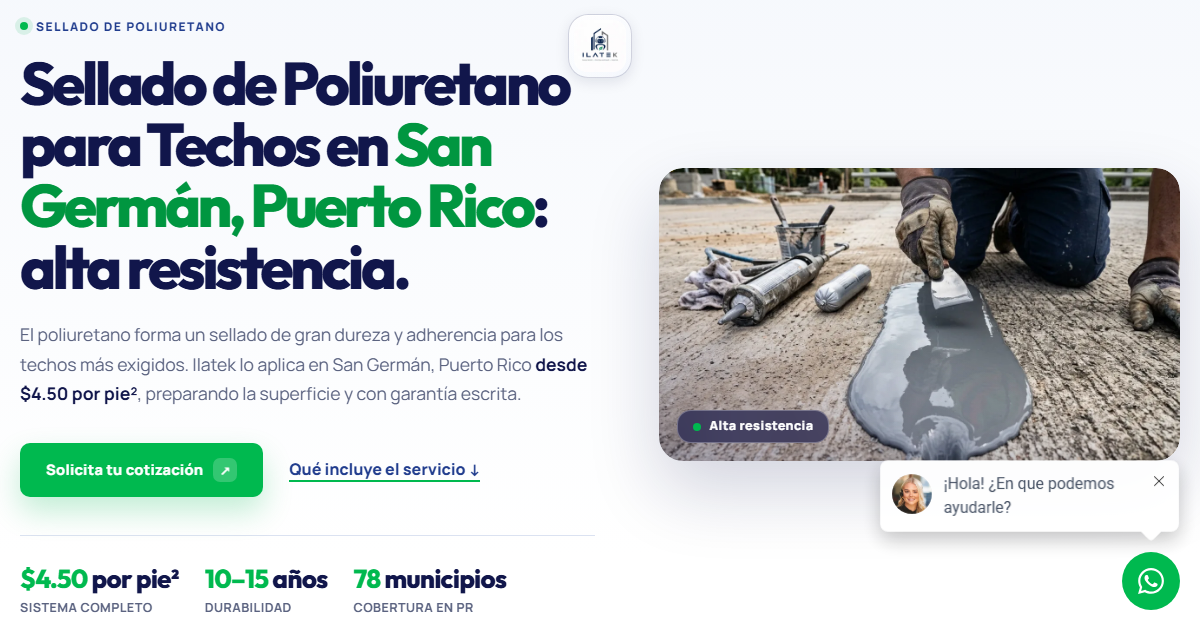 SELLADO DE POLIURETANO
ILATEK
Sellado de Poliuretano
para Techos en San
Germán, Puerto Rico:
alta resistencia.
El poliuretano forma un sellado de gran dureza y adherencia para los
techos más exigidos. Ilatek lo aplica en San Germán, Puerto Rico desde
$4.50 por pie², preparando la superficie y con garantía escrita.
Solicita tu cotización ↗
Qué incluye el servicio ↓
$4.50 por pie²
SISTEMA COMPLETO
10–15 años
DURABILIDAD
78 municipios
COBERTURA EN PR
Alta resistencia
¡Hola! ¿En que podemos
ayudarle?